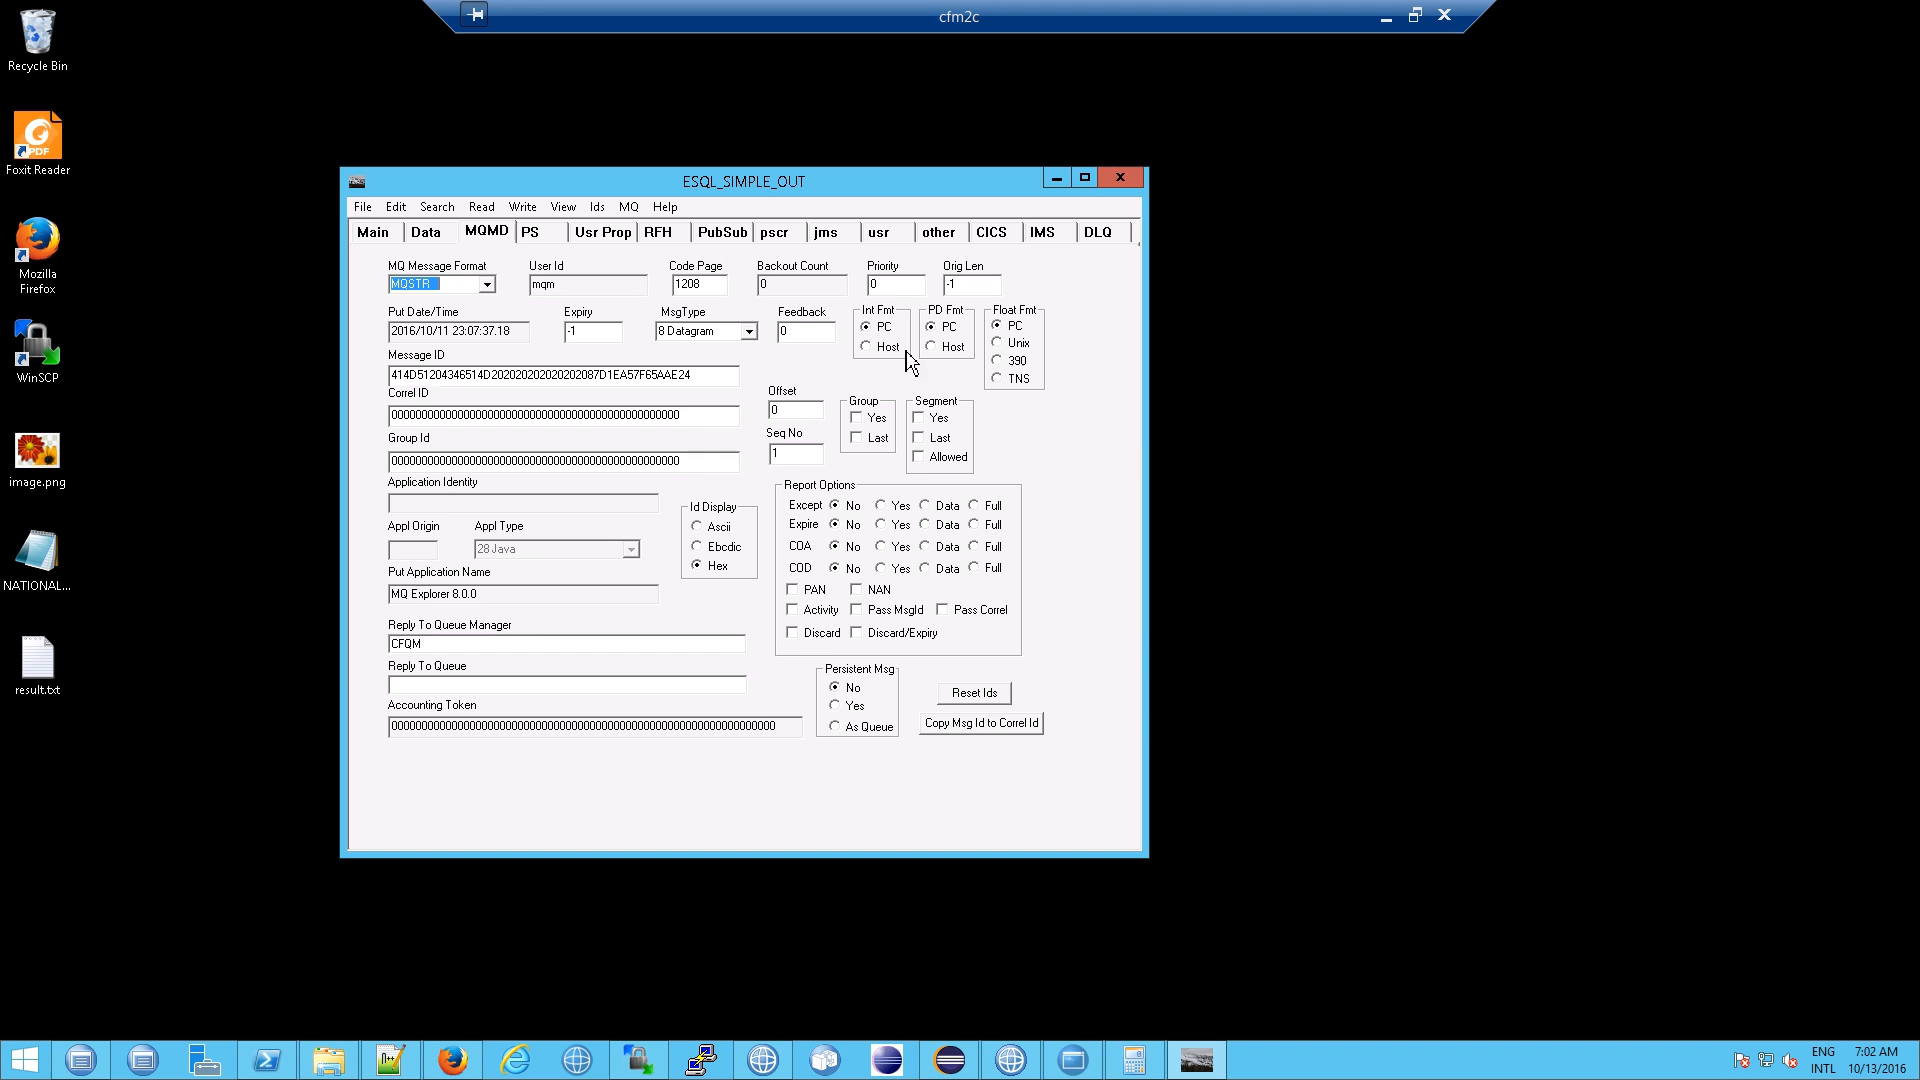 cfm2c
Recycle Bin
Foxit Reader
Mozilla
Firefox
WinSCP
image.png
NATIONAL...
result.txt
ESQL_SIMPLE_OUT
File Edit Search Read Write View Ids MQ Help
Main Data MQMD PS Usr Prop RFH PubSub pscr jms usr other CICS IMS DLQ
MQ Message Format User Id Code Page Backout Count Priority Orig Len
MQSTR mqm 1208 0 0 -1
Put Date/Time Expiry MsgType Feedback Int Fmt PD Fmt Float Fmt
2016/10/11 23:07:37.18 -1 8 Datagram 0 PC PC PC
Host Host Unix
390
TNS
Message ID
414D51204346514D202020202020202087D1EA57F65AAE24
Correl ID
000000000000000000000000000000000000000000000000
Offset
0
Group Segment
Yes Yes
Seq No Last Last
1 Allowed
Group Id
000000000000000000000000000000000000000000000000
Application Identity
Appl Origin Appl Type
28 Java
Id Display
Ascii
Ebcdic
Hex
Put Application Name
MQ Explorer 8.0.0
Report Options
Except No Yes Data Full
Expire No Yes Data Full
COA No Yes Data Full
COD No Yes Data Full
PAN NAN
Activity Pass MsgId Pass Correl
Discard Discard/Expiry
Reply To Queue Manager
CFQM
Reply To Queue
Accounting Token
0000000000000000000000000000000000000000000000000000000000000000
Persistent Msg
No
Yes
As Queue
Reset Ids
Copy Msg Id to Correl Id
ENG 7:02 AM
INTL 10/13/2016